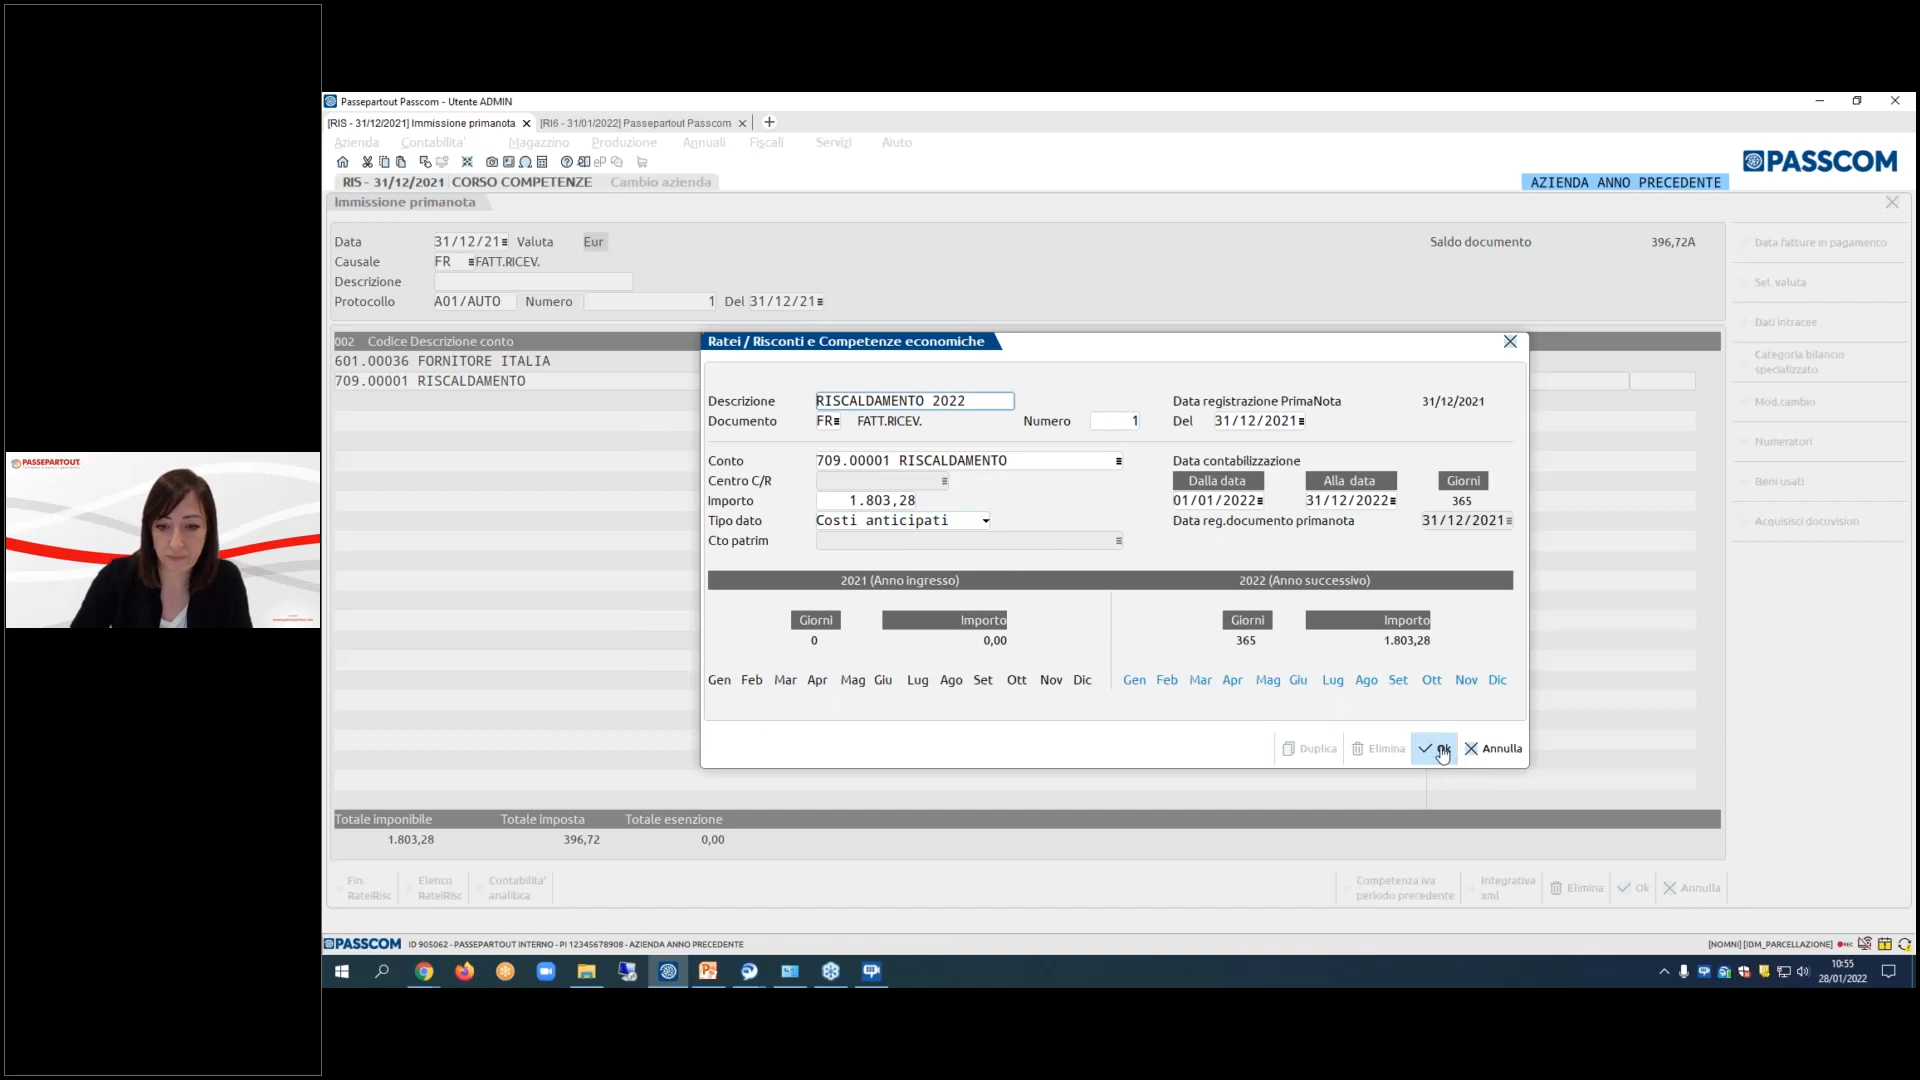 Passepartout Passcom - Utente ADMIN
[RIS - 31/12/2021] Immissione primanota
[RI6 - 31/01/2022] Passepartout Passcom
Azienda Contabilita' Magazzino Produzione Annuali Fiscali Servizi Aiuto
PASSCOM
RIS - 31/12/2021 CORSO COMPETENZE Cambio azienda
AZIENDA ANNO PRECEDENTE
Immissione primanota
Data 31/12/21 Valuta Eur
Saldo documento 396,72A
Causale FR FATT.RICEV.
Descrizione
Protocollo A01/AUTO Numero 1 Del 31/12/21
Data fatture in pagamento
Sel. valuta
Dati intracee
Categoria bilancio
specializzato
Mod.cambio
Numeratori
Beni usati
Acquisisci docuvision
002 Codice Descrizione conto
601.00036 FORNITORE ITALIA
709.00001 RISCALDAMENTO
Ratei / Risconti e Competenze economiche
Descrizione RISCALDAMENTO 2022
Data registrazione PrimaNota 31/12/2021
Documento FR FATT.RICEV. Numero 1 Del 31/12/2021
Conto 709.00001 RISCALDAMENTO
Data contabilizzazione
Centro C/R
Dalla data Alla data Giorni
Importo 1.803,28
01/01/2022 31/12/2022 365
Tipo dato Costi anticipati
Data reg.documento primanota 31/12/2021
Cto patrim
2021 (Anno ingresso) 2022 (Anno successivo)
Giorni Importo Giorni Importo
0 0,00 365 1.803,28
Gen Feb Mar Apr Mag Giu Lug Ago Set Ott Nov Dic
Gen Feb Mar Apr Mag Giu Lug Ago Set Ott Nov Dic
Duplica Elimina Ok Annulla
Totale imponibile Totale imposta Totale esenzione
1.803,28 396,72 0,00
Fin. RateiRisc
Elenco RateiRisc
Contabilita' analitica
Competenza iva periodo precedente
Integrativa xml
Elimina Ok Annulla
PASSCOM ID 905062 - PASSEPARTOUT INTERNO - PI 12345678908 - AZIENDA ANNO PRECEDENTE
[NOMNI] [IDM_PARCELLAZIONE]
REC
10:55
28/01/2022
PASSEPARTOUT